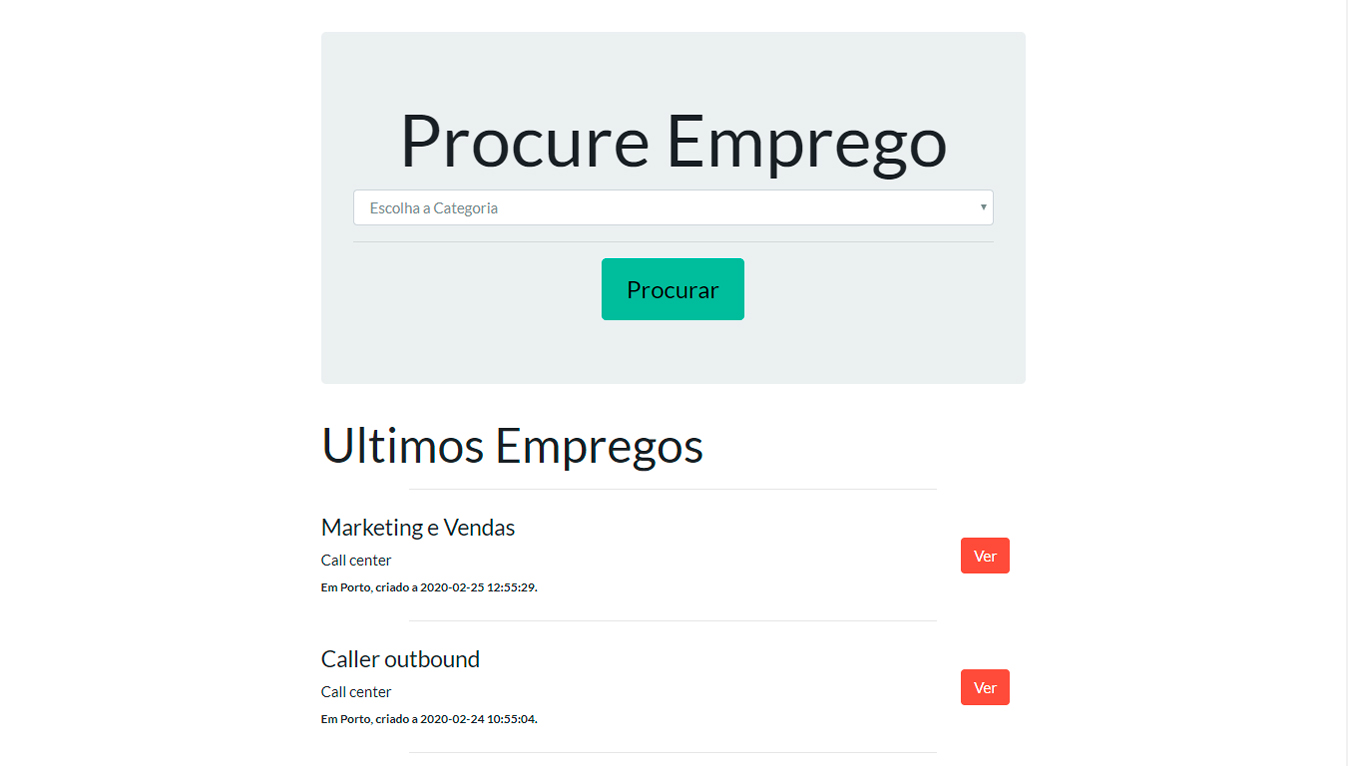 Procure Emprego
Escolha a Categoria
Procurar
Ultimos Empregos
Marketing e Vendas
Call center
Ver
Em Porto, criado a 2020-02-25 12:55:29.
Caller outbound
Call center
Ver
Em Porto, criado a 2020-02-24 10:55:04.